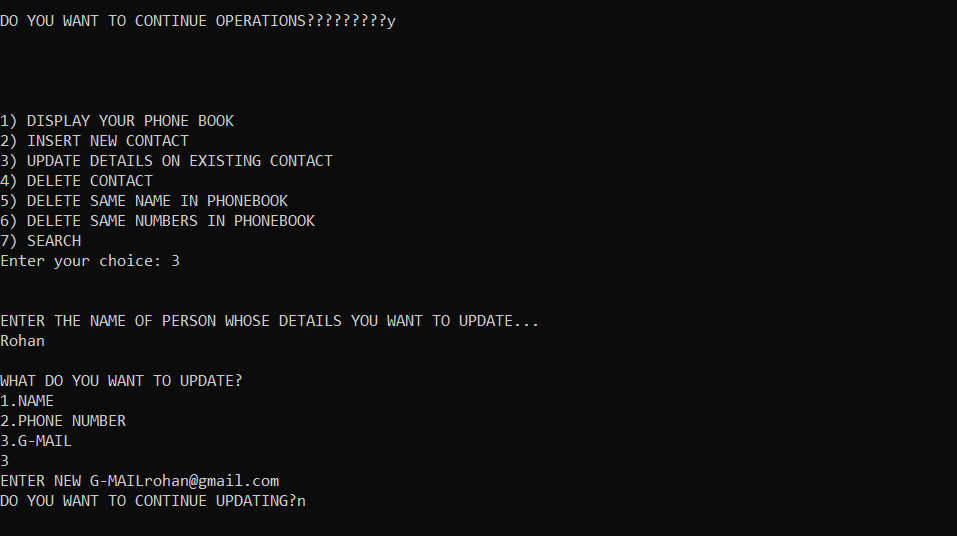 DO YOU WANT TO CONTINUE OPERATIONS?????????y
1) DISPLAY YOUR PHONE BOOK
2) INSERT NEW CONTACT
3) UPDATE DETAILS ON EXISTING CONTACT
4) DELETE CONTACT
5) DELETE SAME NAME IN PHONEBOOK
6) DELETE SAME NUMBERS IN PHONEBOOK
7) SEARCH
Enter your choice: 3
ENTER THE NAME OF PERSON WHOSE DETAILS YOU WANT TO UPDATE...
Rohan
WHAT DO YOU WANT TO UPDATE?
1.NAME
2.PHONE NUMBER
3.G-MAIL
3
ENTER NEW G-MAILrohan@gmail.com
DO YOU WANT TO CONTINUE UPDATING?n